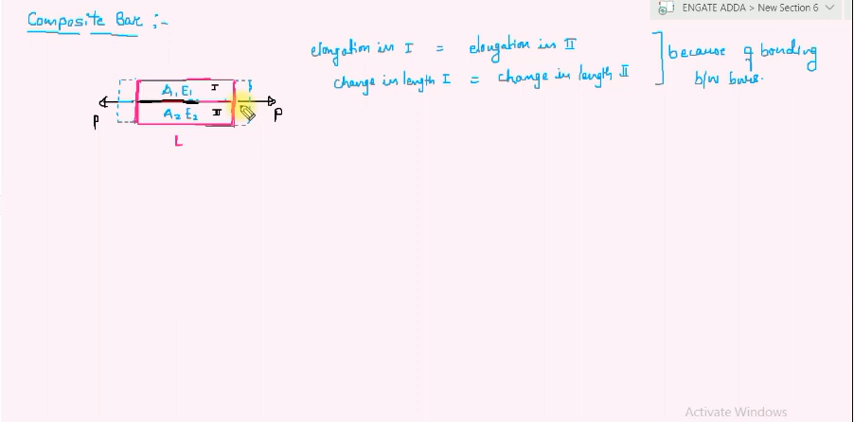 ENGATE ADDA > New Section 6
Composite Bar :-
elongation in I = elongation in II
change in length I = change in length II
because of bonding
b/w bars.
A1 E1 I
A2 E2 II
P
P
L
Activate Windows